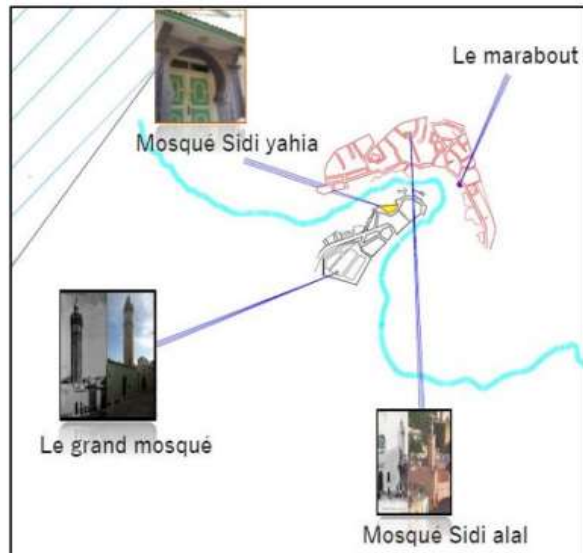 Le marabout
Mosqué Sidi yahia
Le grand mosqué
Mosqué Sidi alal